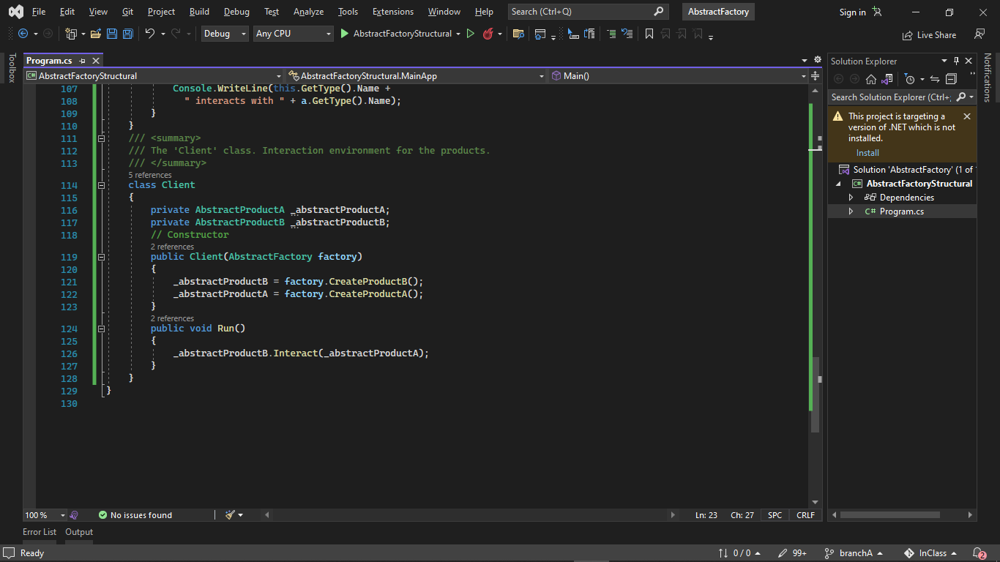 File Edit View Git Project Build Debug Test Analyze Tools Extensions Window Help Search (Ctrl+Q) AbstractFactory Sign in
Debug Any CPU AbstractFactoryStructural Live Share
Toolbox
Program.cs
AbstractFactoryStructural AbstractFactoryStructural.MainApp Main()
107 Console.WriteLine(this.GetType().Name +
108 " interacts with " + a.GetType().Name);
109 }
110 }
111 /// <summary>
112 /// The 'Client' class. Interaction environment for the products.
113 /// </summary>
5 references
114 class Client
115 {
116 private AbstractProductA _abstractProductA;
117 private AbstractProductB _abstractProductB;
118 // Constructor
2 references
119 public Client(AbstractFactory factory)
120 {
121 _abstractProductB = factory.CreateProductB();
122 _abstractProductA = factory.CreateProductA();
123 }
2 references
124 public void Run()
125 {
126 _abstractProductB.Interact(_abstractProductA);
127 }
128 }
129 }
130
100 % No issues found Ln: 23 Ch: 27 SPC CRLF
Solution Explorer
Search Solution Explorer (Ctrl+;
This project is targeting a
version of .NET which is not
installed.
Install
Solution 'AbstractFactory' (1 of
C# AbstractFactoryStructural
Dependencies
C# Program.cs
Notifications
Error List Output
Ready 0 / 0 99+ branchA InClass 2